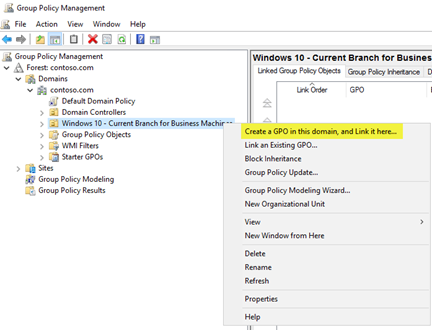 Group Policy Management
File Action View Window Help
Group Policy Management
Forest: contoso.com
Domains
contoso.com
Default Domain Policy
Domain Controllers
Windows 10 - Current Branch for Business Machines
Group Policy Objects
WMI Filters
Starter GPOs
Sites
Group Policy Modeling
Group Policy Results
Windows 10 - Current Branch for Business
Linked Group Policy Objects Group Policy Inheritance D
Link Order GPO
Create a GPO in this domain, and Link it here...
Link an Existing GPO...
Block Inheritance
Group Policy Update...
Group Policy Modeling Wizard...
New Organizational Unit
View
New Window from Here
Delete
Rename
Refresh
Properties
Help